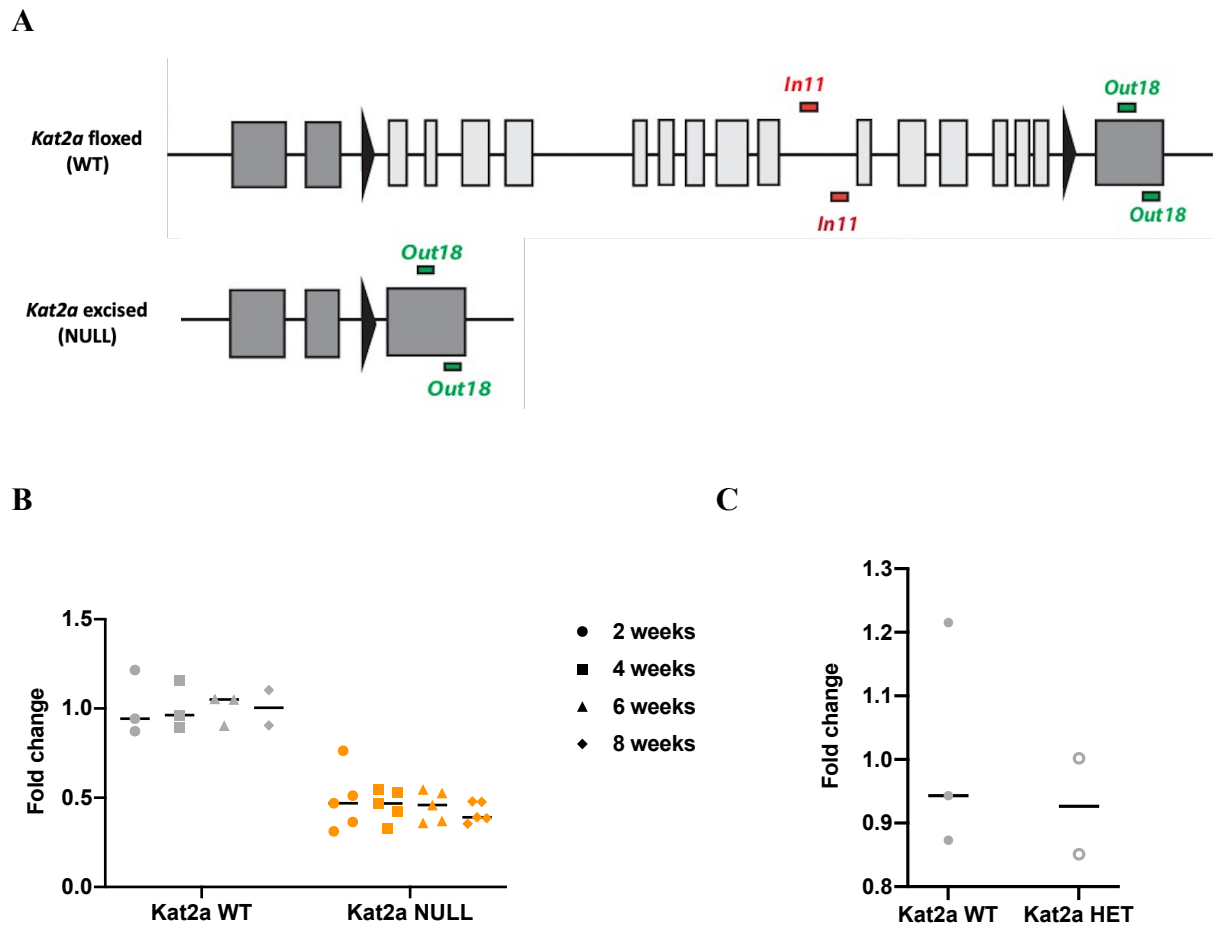 A
In11
Out18
Kat2a floxed
(WT)
In11
Out18
Out18
Kat2a excised
(NULL)
Out18
B
Fold change
1.5
1.0
0.5
0.0
Kat2a WT
Kat2a NULL
2 weeks
4 weeks
6 weeks
8 weeks
C
Fold change
1.3
1.2
1.1
1.0
0.9
0.8
Kat2a WT
Kat2a HET